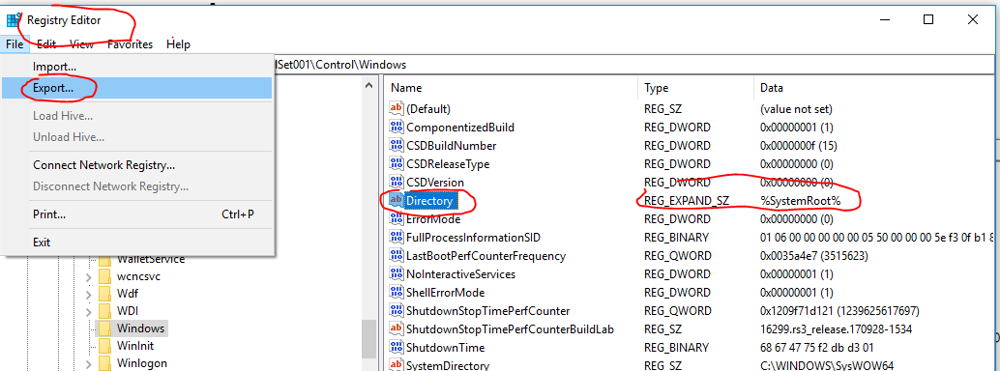 Registry Editor
File Edit View Favorites Help
lSet001\Control\Windows
Import...
Export...
Load Hive...
Unload Hive...
Connect Network Registry...
Disconnect Network Registry...
Print... Ctrl+P
Exit
WalletService
wcncsvc
Wdf
WDI
Windows
WinInit
Winlogon
Name Type Data
(Default) REG_SZ (value not set)
ComponentizedBuild REG_DWORD 0x00000001 (1)
CSDBuildNumber REG_DWORD 0x0000000f (15)
CSDReleaseType REG_DWORD 0x00000000 (0)
CSDVersion REG_DWORD 0x00000000 (0)
Directory REG_EXPAND_SZ %SystemRoot%
ErrorMode REG_DWORD 0x00000000 (0)
FullProcessInformationSID REG_BINARY 01 06 00 00 00 00 00 05 50 00 00 00 5e f3 0f b1 8
LastBootPerfCounterFrequency REG_QWORD 0x0035a4e7 (3515623)
NoInteractiveServices REG_DWORD 0x00000001 (1)
ShellErrorMode REG_DWORD 0x00000001 (1)
ShutdownStopTimePerfCounter REG_QWORD 0x1209f71d121 (1239625617697)
ShutdownStopTimePerfCounterBuildLab REG_SZ 16299.rs3_release.170928-1534
ShutdownTime REG_BINARY 68 67 47 75 f2 db d3 01
SystemDirectory REG_SZ C:\WINDOWS\SysWOW64